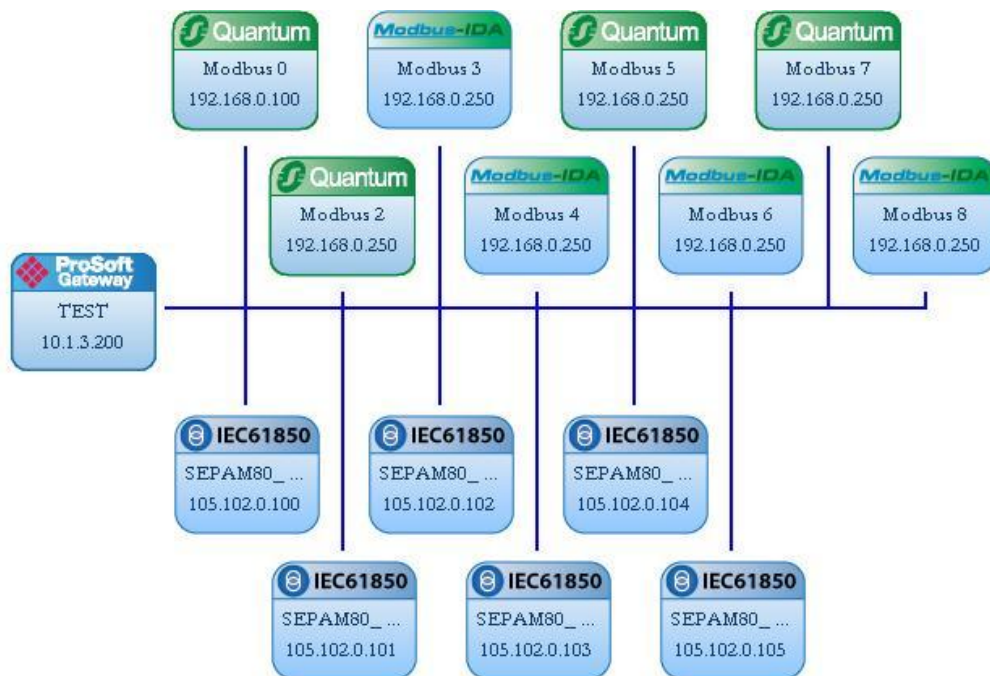 Quantum
Modbus 0
192.168.0.100
Modbus-IDA
Modbus 3
192.168.0.250
Quantum
Modbus 5
192.168.0.250
Quantum
Modbus 7
192.168.0.250
Quantum
Modbus 2
192.168.0.250
Modbus-IDA
Modbus 4
192.168.0.250
Modbus-IDA
Modbus 6
192.168.0.250
Modbus-IDA
Modbus 8
192.168.0.250
ProSoft
Gateway
TEST
10.1.3.200
IEC61850
SEPAM80_ ...
105.102.0.100
IEC61850
SEPAM80_ ...
105.102.0.102
IEC61850
SEPAM80_ ...
105.102.0.104
IEC61850
SEPAM80_ ...
105.102.0.101
IEC61850
SEPAM80_ ...
105.102.0.103
IEC61850
SEPAM80_ ...
105.102.0.105